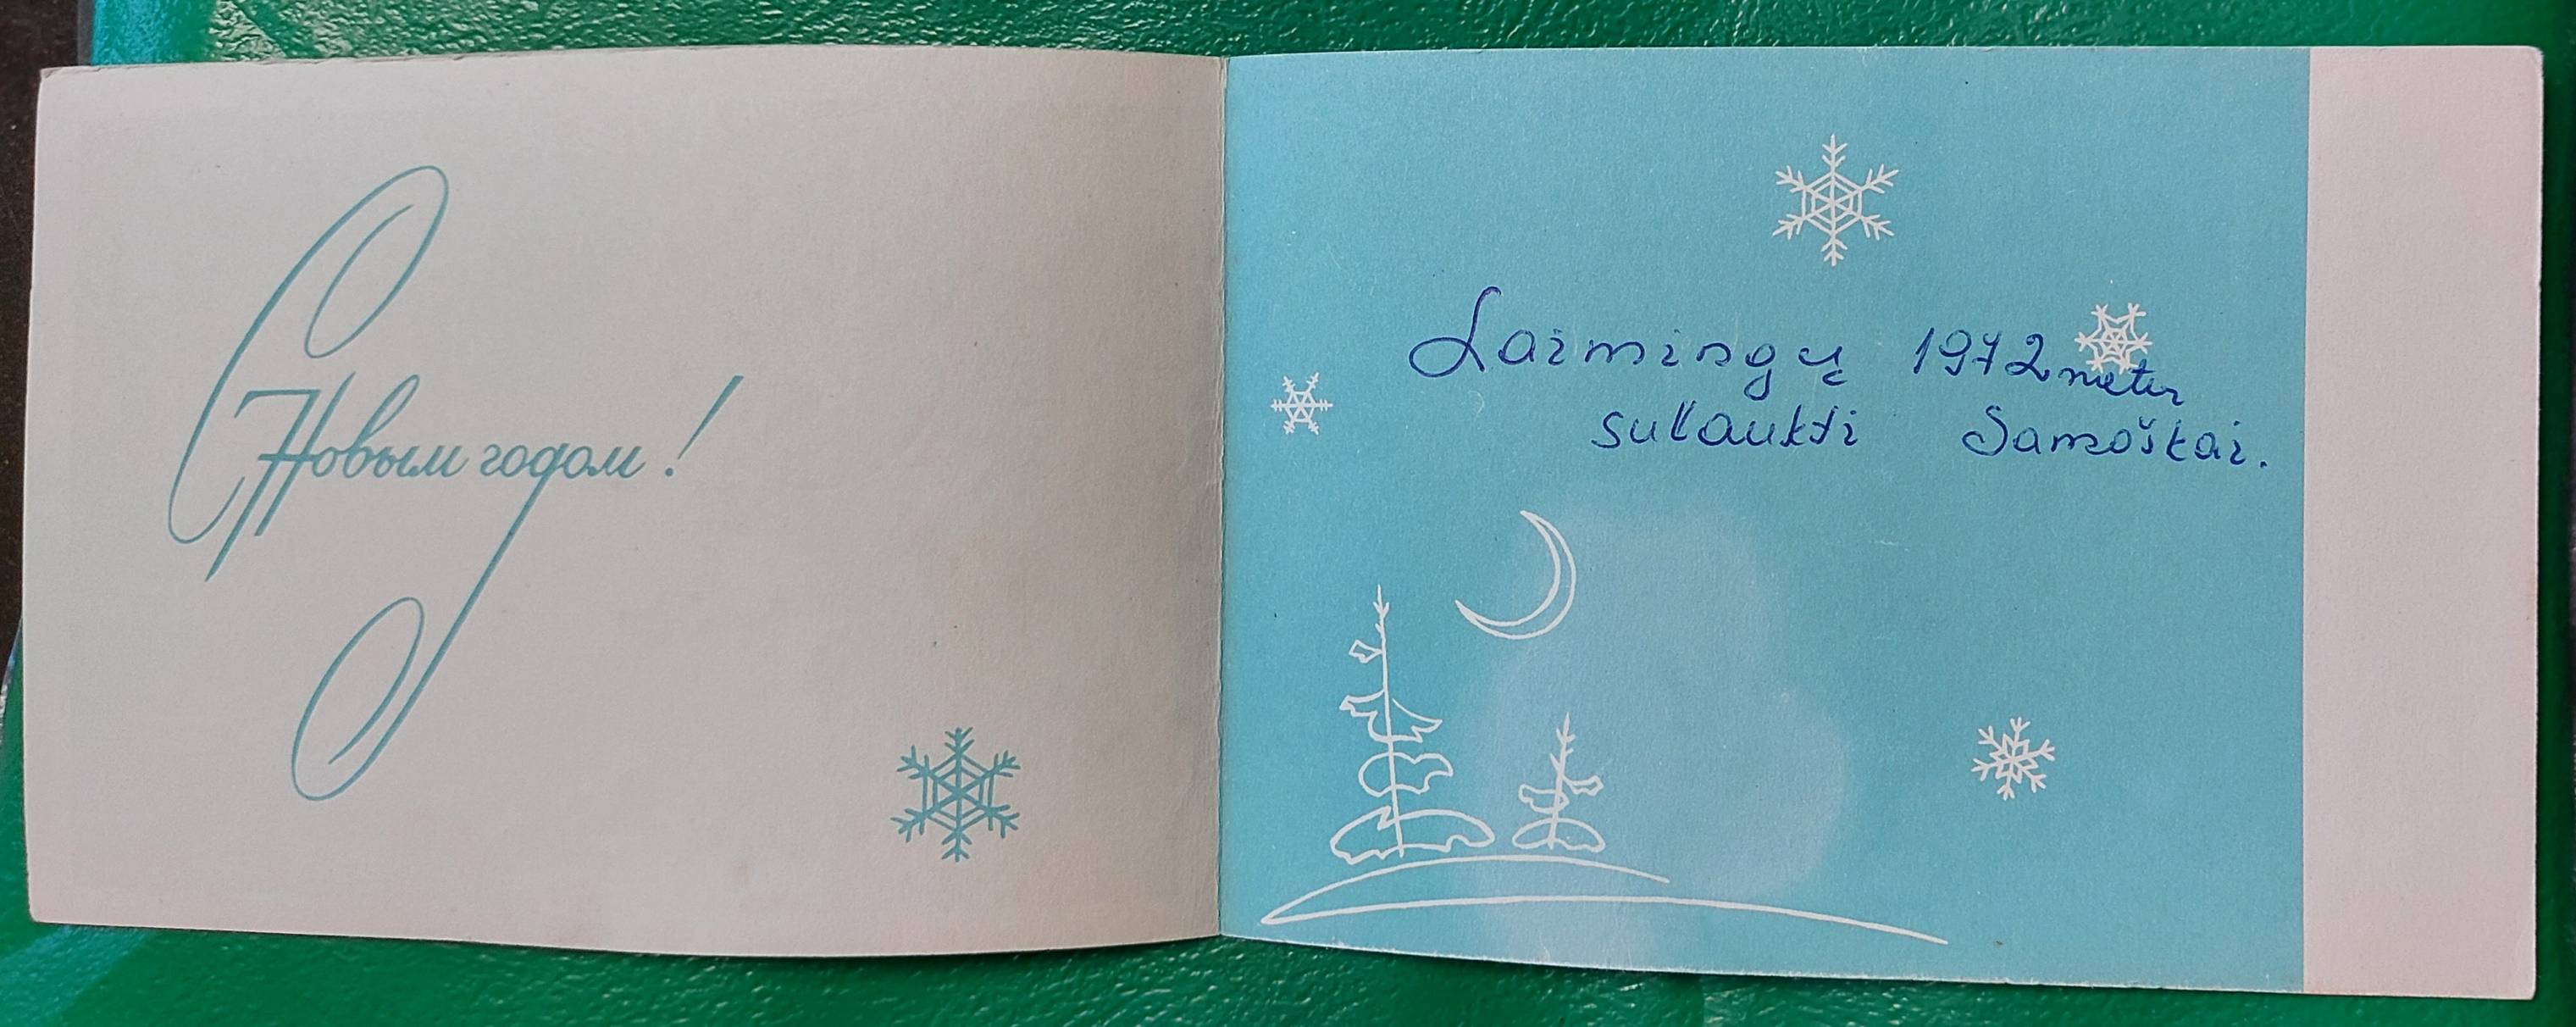 С Новым годом!
Laimingų 1972 metų
sulaukti Samoškai.